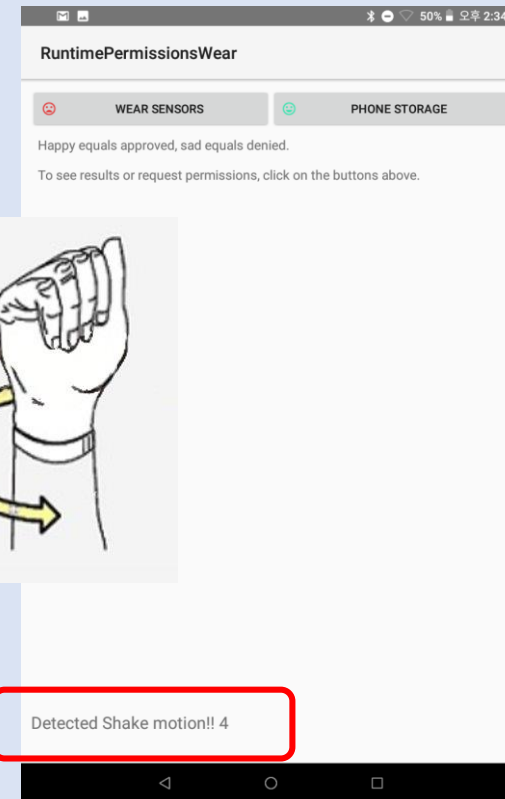 50% 오후 2:34
RuntimePermissionsWear
WEAR SENSORS PHONE STORAGE
Happy equals approved, sad equals denied.
To see results or request permissions, click on the buttons above.
Detected Shake motion!! 4